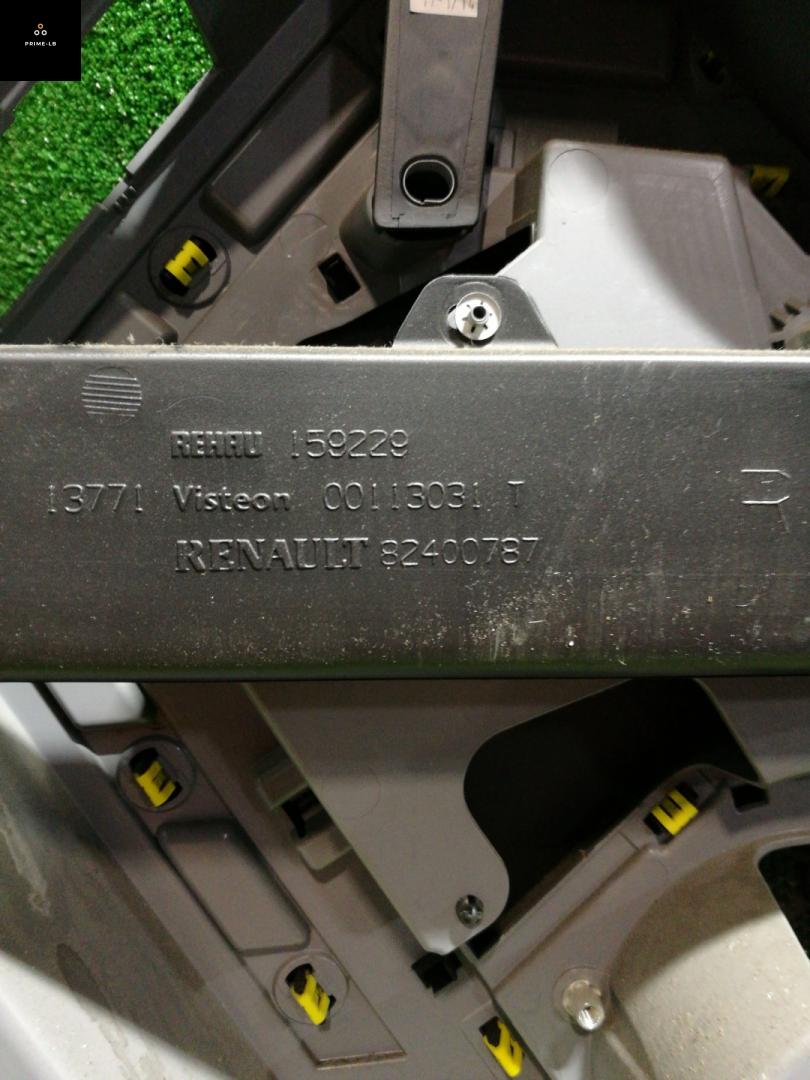 PRIME-LB
REHAU 159229
13771 Visteon 00113031 T
RENAULT 82400787